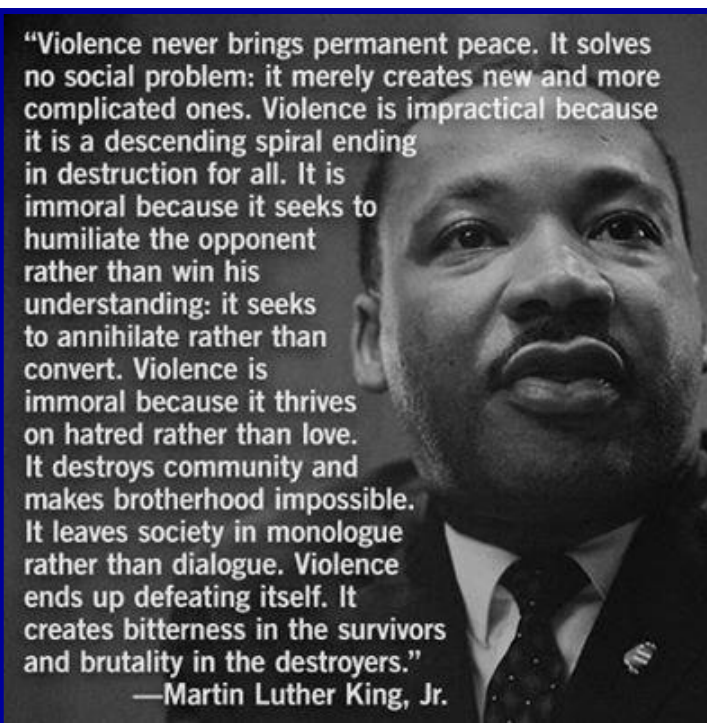 “Violence never brings permanent peace. It solves
no social problem: it merely creates new and more
complicated ones. Violence is impractical because
it is a descending spiral ending
in destruction for all. It is
immoral because it seeks to
humiliate the opponent
rather than win his
understanding: it seeks
to annihilate rather than
convert. Violence is
immoral because it thrives
on hatred rather than love.
It destroys community and
makes brotherhood impossible.
It leaves society in monologue
rather than dialogue. Violence
ends up defeating itself. It
creates bitterness in the survivors
and brutality in the destroyers.”
—Martin Luther King, Jr.